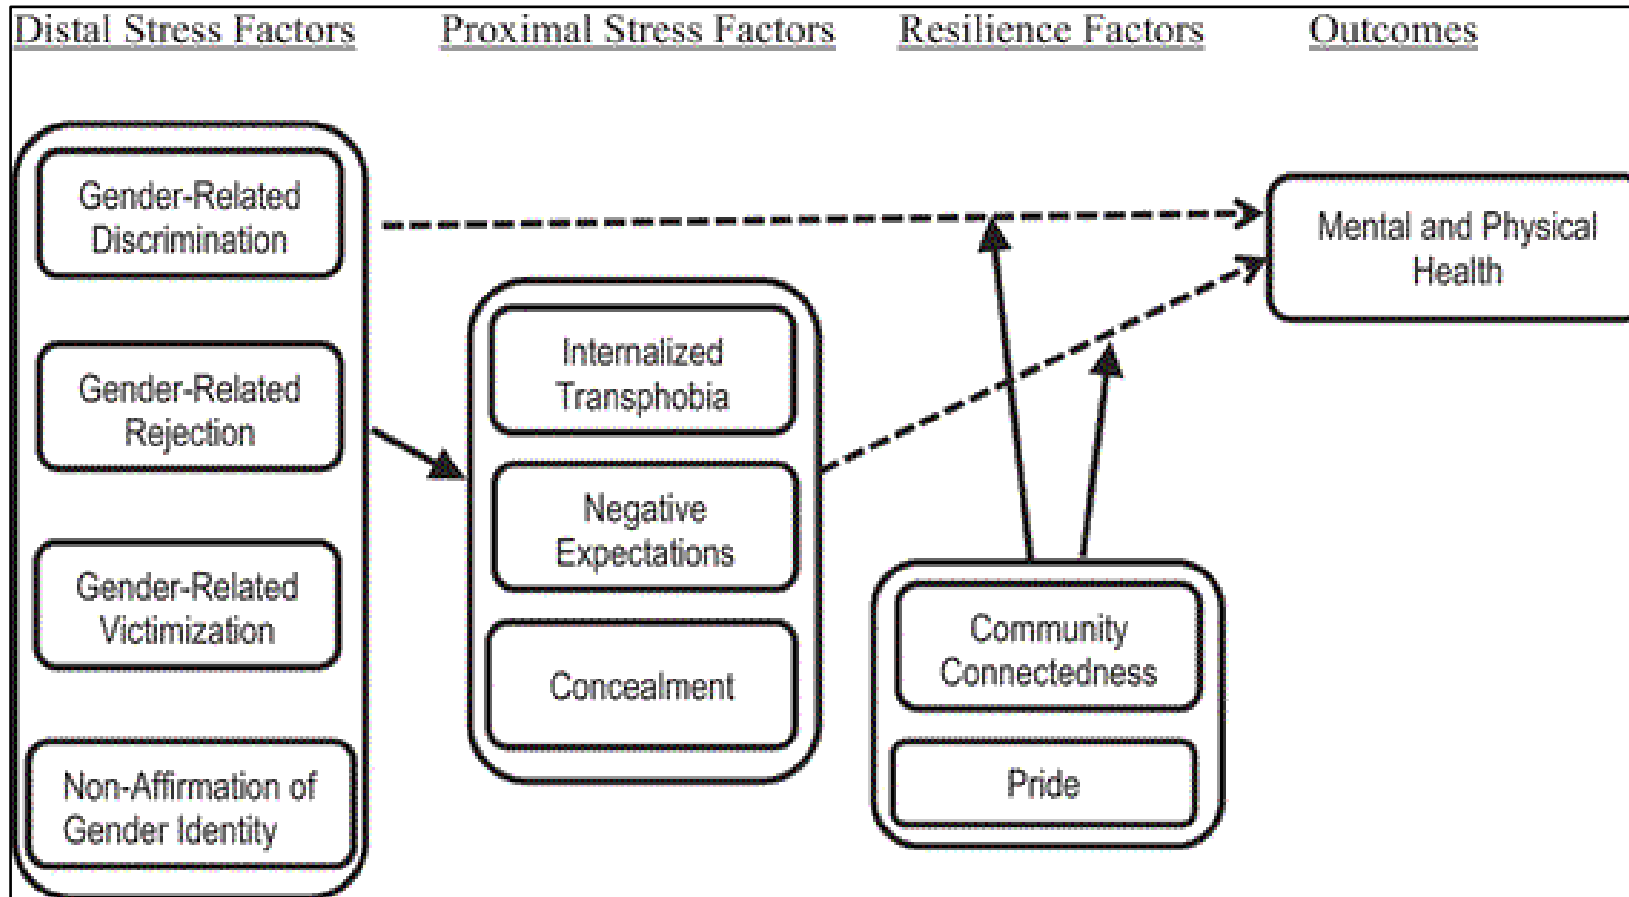 Distal Stress Factors
Proximal Stress Factors
Resilience Factors
Outcomes
Gender-Related
Discrimination
Gender-Related
Rejection
Gender-Related
Victimization
Non-Affirmation of
Gender Identity
Internalized
Transphobia
Negative
Expectations
Concealment
Community
Connectedness
Pride
Mental and Physical
Health